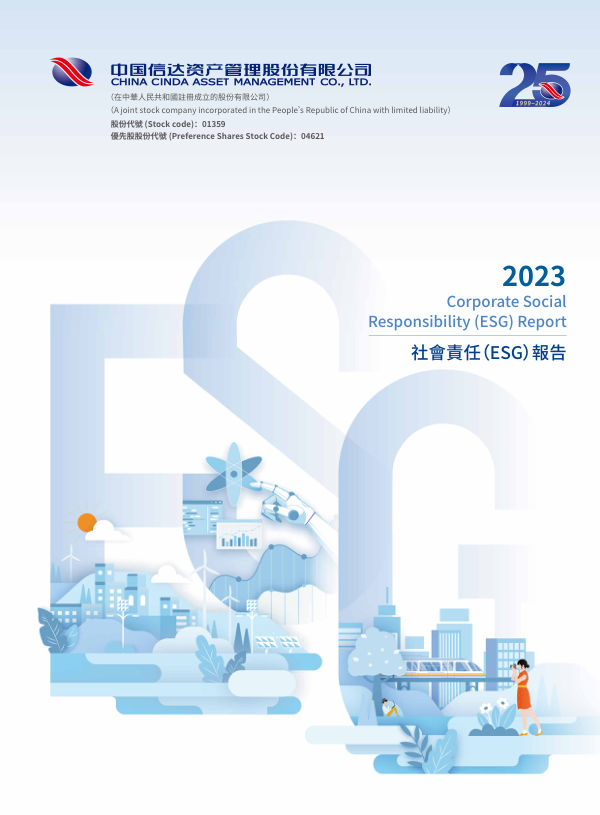 中国信达资产管理股份有限公司
CHINA CINDA ASSET MANAGEMENT CO., LTD.
（在中華人民共和國註冊成立的股份有限公司）
（A joint stock company incorporated in the People's Republic of China with limited liability）
股份代號 (Stock code)：01359
優先股股份代號 (Preference Shares Stock Code)：04621
25
1999-2024
2023
Corporate Social
Responsibility (ESG) Report
社會責任（ESG）報告
ESG